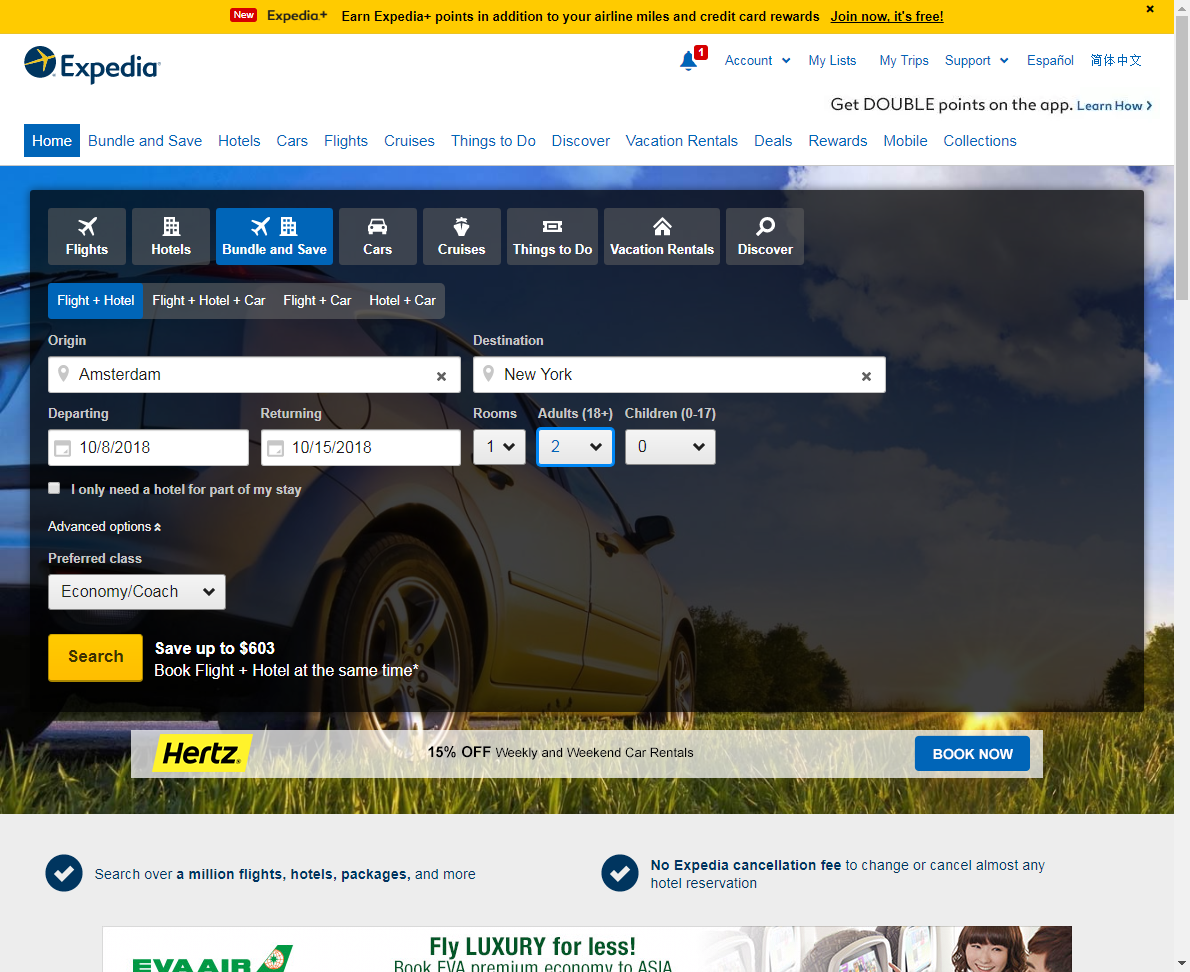 New Expedia+ Earn Expedia+ points in addition to your airline miles and credit card rewards Join now, it's free!
Expedia
1 Account My Lists My Trips Support Español 简体中文
Get DOUBLE points on the app. Learn How
Home Bundle and Save Hotels Cars Flights Cruises Things to Do Discover Vacation Rentals Deals Rewards Mobile Collections
Flights Hotels Bundle and Save Cars Cruises Things to Do Vacation Rentals Discover
Flight + Hotel Flight + Hotel + Car Flight + Car Hotel + Car
Origin Destination
Amsterdam New York
Departing Returning Rooms Adults (18+) Children (0-17)
10/8/2018 10/15/2018 1 2 0
I only need a hotel for part of my stay
Advanced options
Preferred class
Economy/Coach
Search Save up to $603
Book Flight + Hotel at the same time*
Hertz. 15% OFF Weekly and Weekend Car Rentals BOOK NOW
Search over a million flights, hotels, packages, and more
No Expedia cancellation fee to change or cancel almost any
hotel reservation
Fly LUXURY for less!
EVA AIR Book EVA premium economy to ASIA